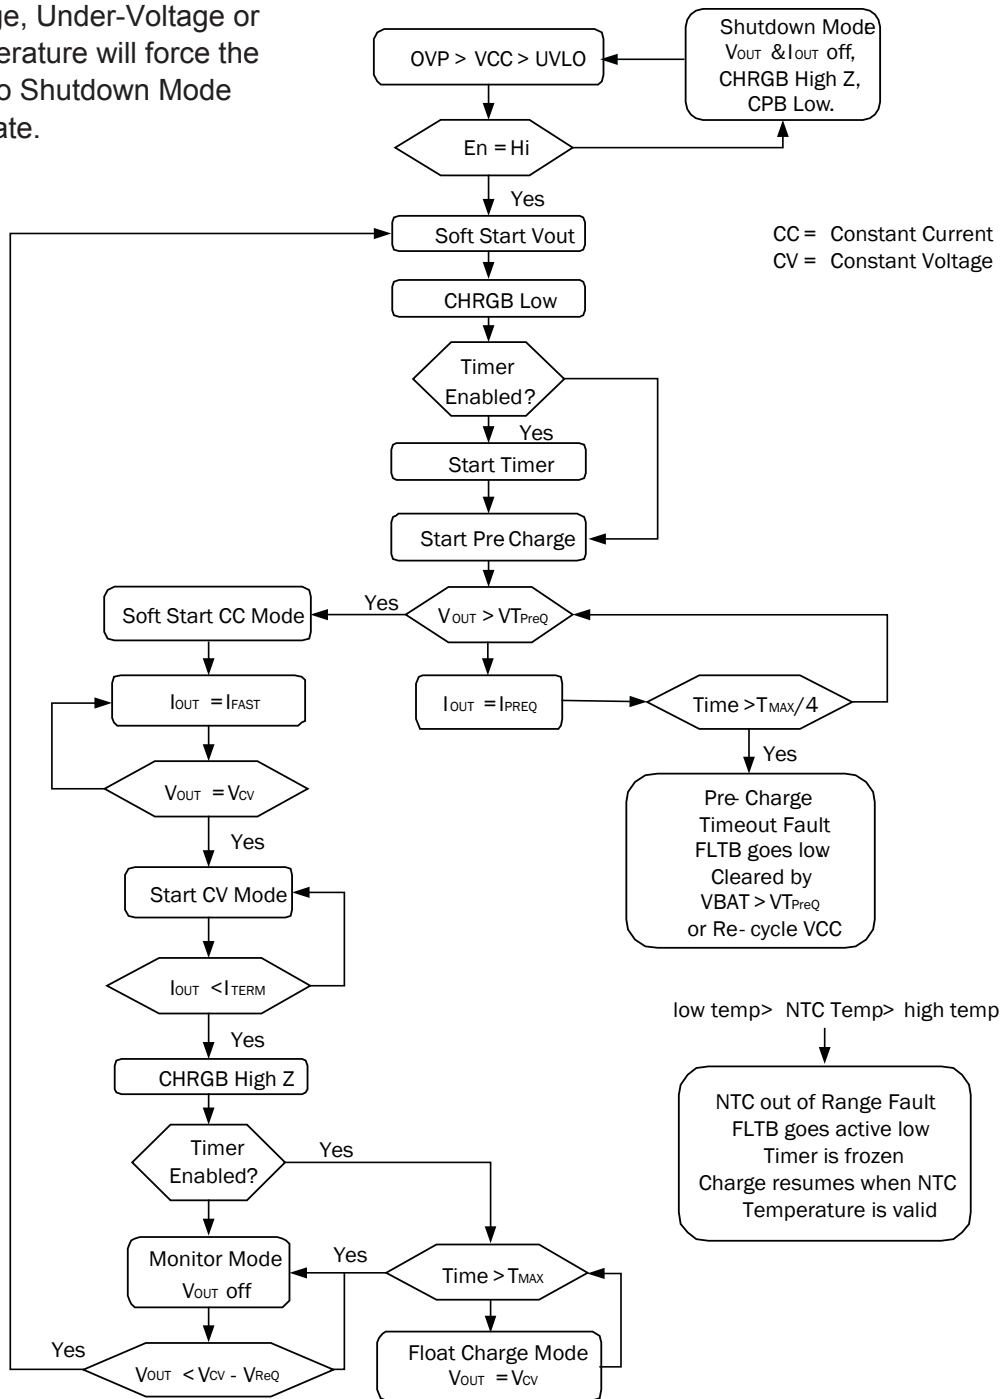 ge, Under-Voltage or
erature will force the
o Shutdown Mode
ate.
OVP > VCC > UVLO
Shutdown Mode
VOUT & IOUT off,
CHRGB High Z,
CPB Low.
En = Hi
Yes
Soft Start Vout
CC = Constant Current
CV = Constant Voltage
CHRGB Low
Timer
Enabled?
Yes
Start Timer
Start Pre Charge
Soft Start CC Mode
Yes
VOUT > VTPreQ
IOUT = IFAST
IOUT = IPREQ
Time > TMAX/4
Yes
VOUT = VCV
Yes
Pre- Charge
Timeout Fault
FLTB goes low
Cleared by
VBAT > VTPreQ
or Re- cycle VCC
Start CV Mode
IOUT < ITERM
Yes
low temp> NTC Temp> high temp
CHRGB High Z
NTC out of Range Fault
FLTB goes active low
Timer is frozen
Charge resumes when NTC
Temperature is valid
Timer
Enabled?
Yes
Monitor Mode
VOUT off
Yes
Time > TMAX
Yes
VOUT < VCV - VReQ
Float Charge Mode
VOUT = VCV